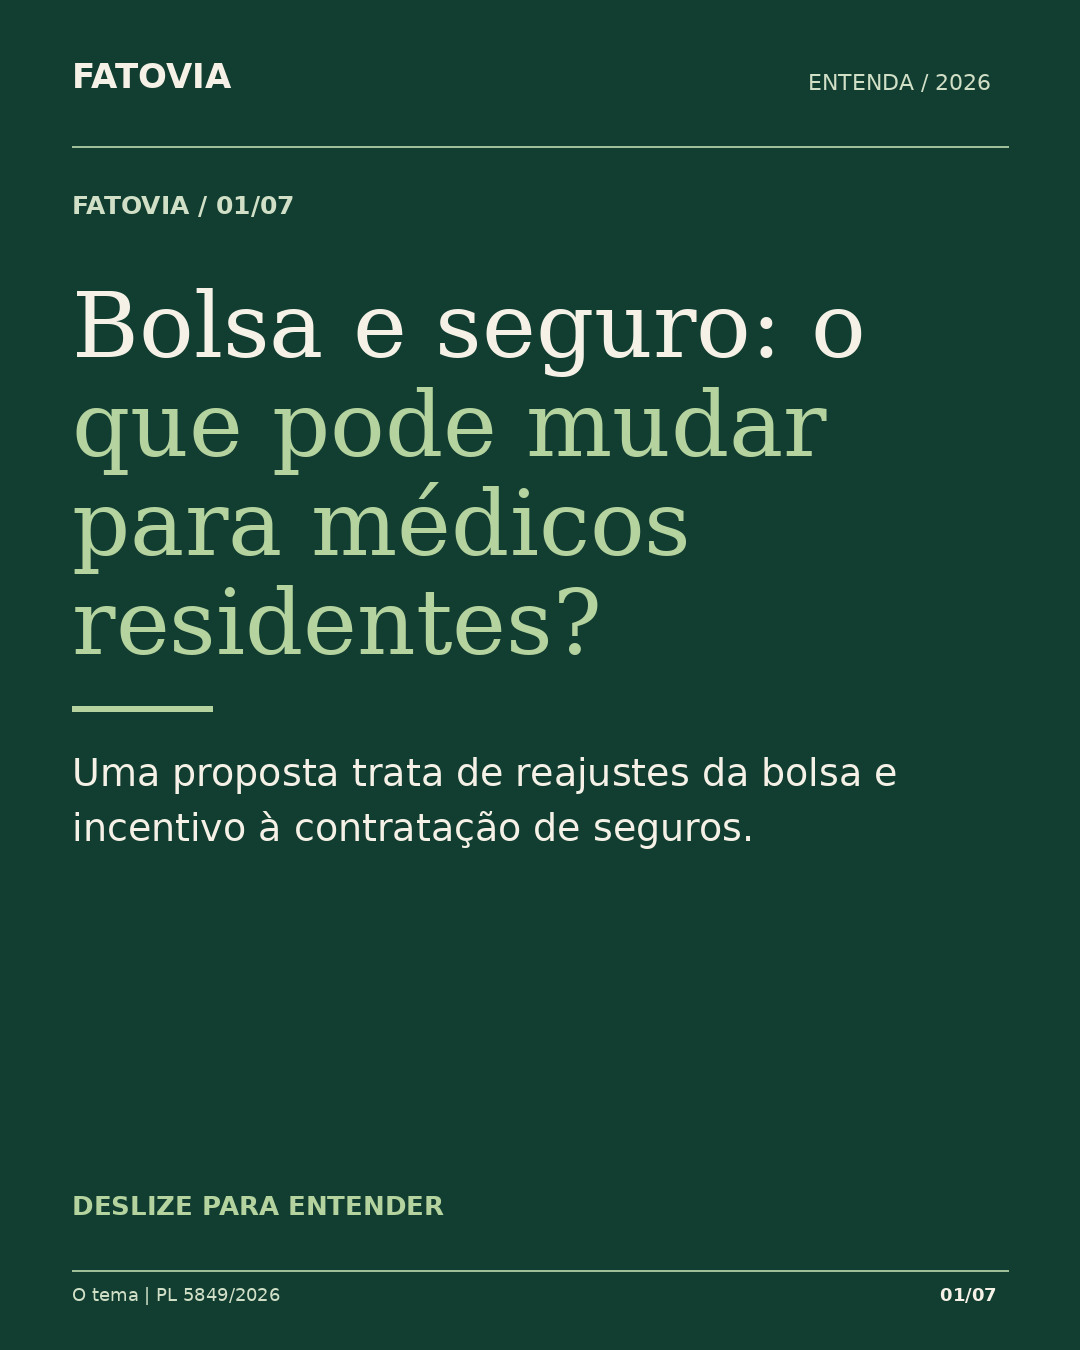 FATOVIA
ENTENDA / 2026
FATOVIA / 01/07
Bolsa e seguro: o
que pode mudar
para médicos
residentes?
Uma proposta trata de reajustes da bolsa e
incentivo à contratação de seguros.
DESLIZE PARA ENTENDER
O tema | PL 5849/2026
01/07